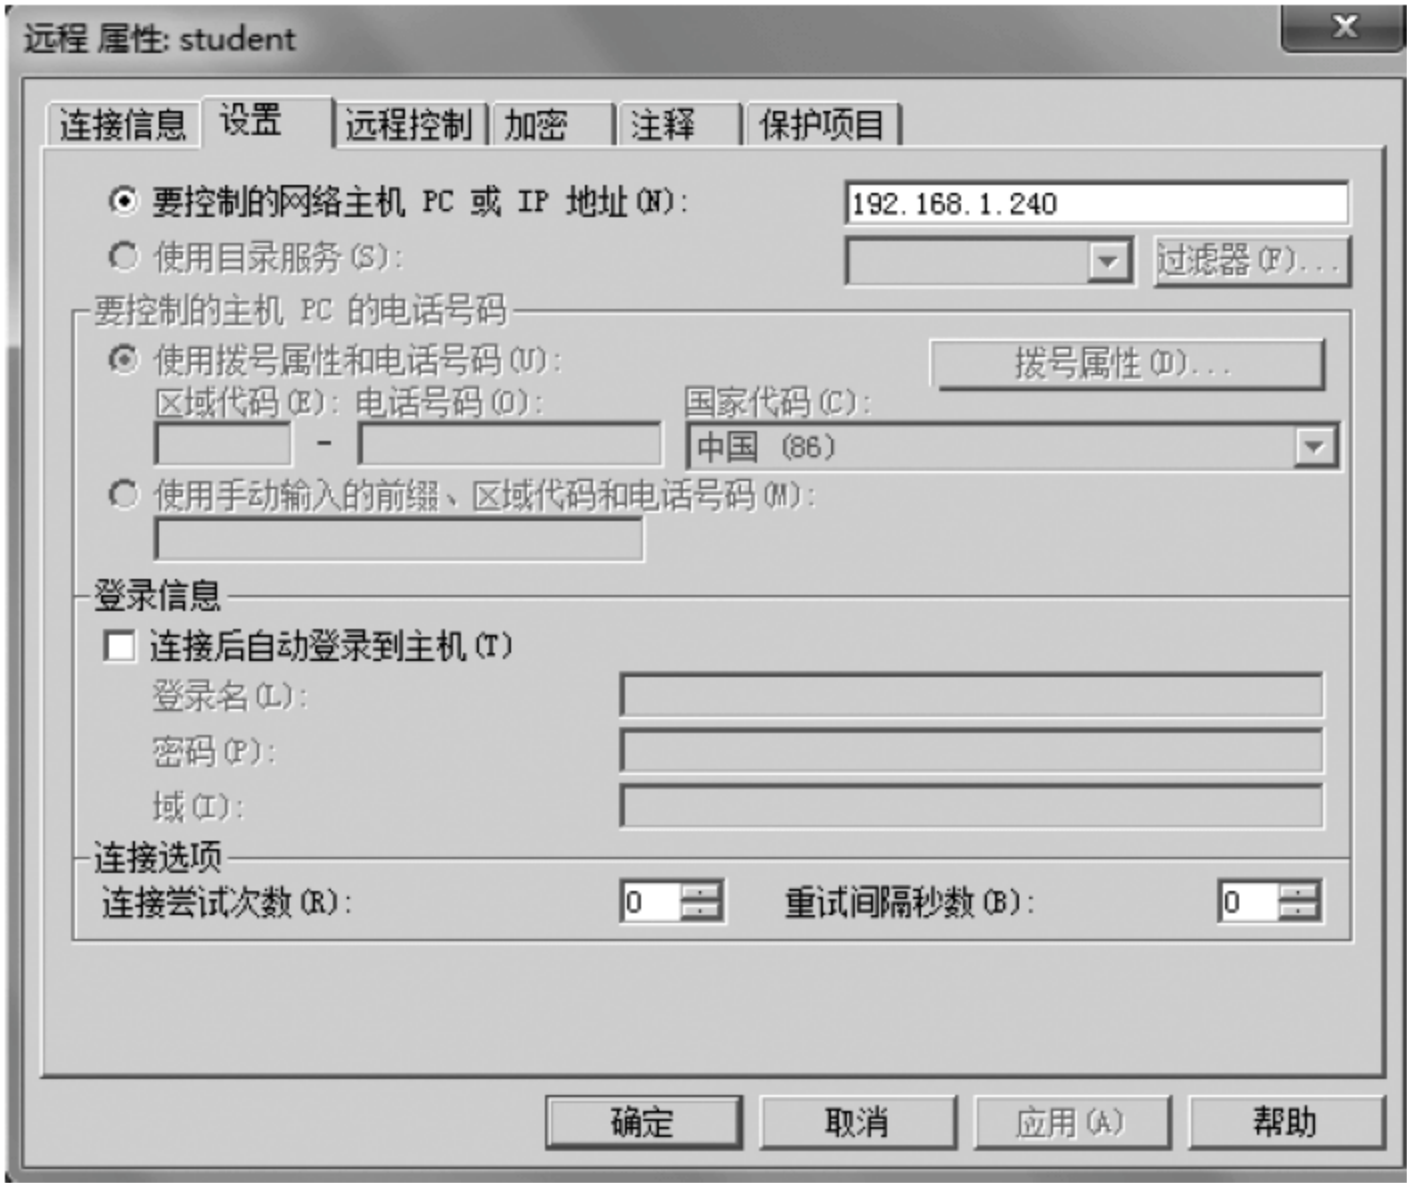 远程 属性: student
连接信息 设置 远程控制 加密 注释 保护项目
要控制的网络主机 PC 或 IP 地址(N): 192.168.1.240
使用目录服务(S): 过滤器(F)...
要控制的主机 PC 的电话号码
使用拨号属性和电话号码(U): 拨号属性(D)...
区域代码(E): 电话号码(O): 国家代码(C):
- 中国 (86)
使用手动输入的前缀、区域代码和电话号码(M):
登录信息
连接后自动登录到主机(T)
登录名(L):
密码(P):
域(I):
连接选项
连接尝试次数(R): 0 重试间隔秒数(B): 0
确定 取消 应用(A) 帮助